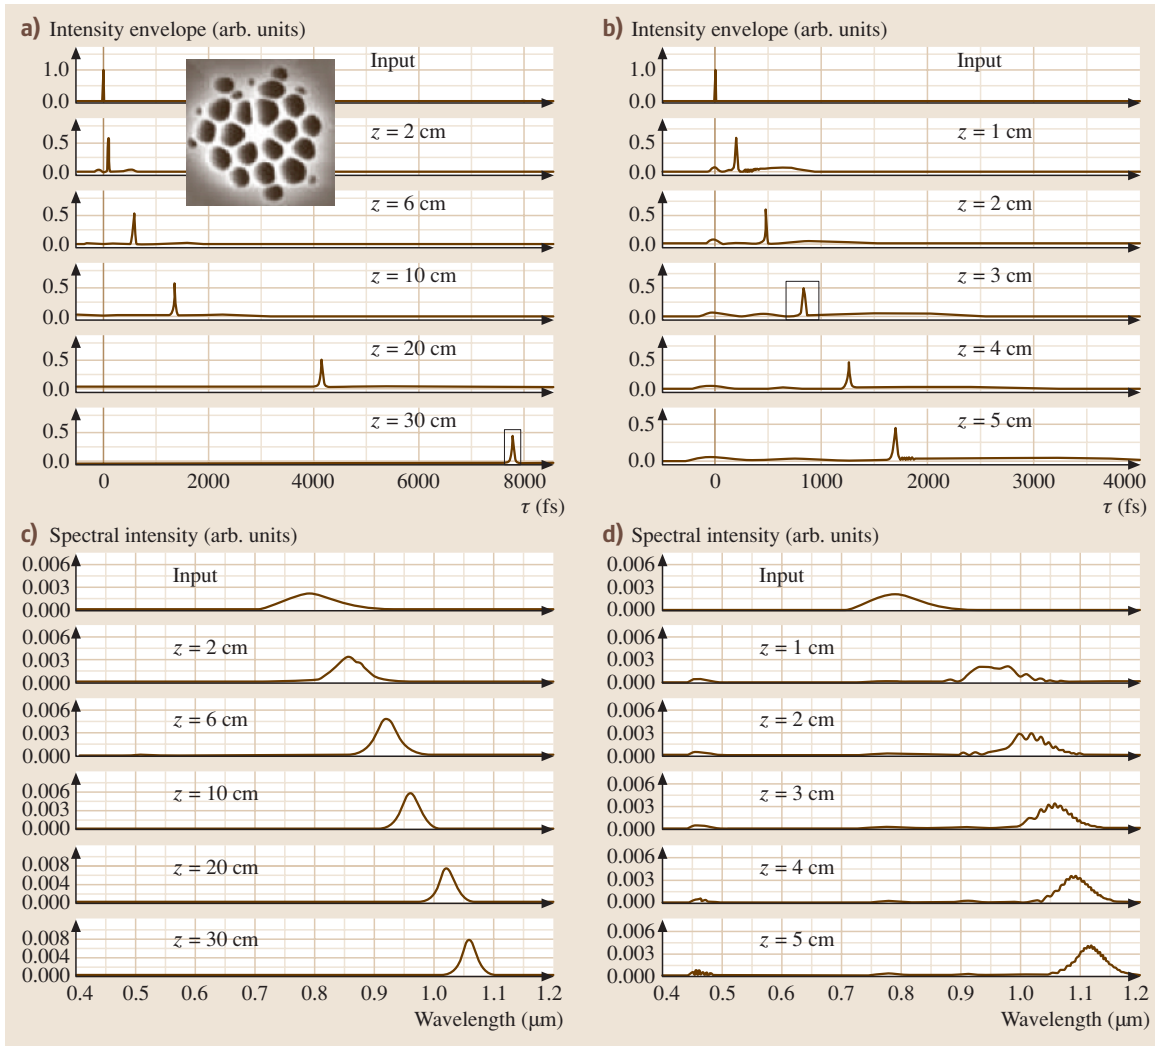 a) Intensity envelope (arb. units)
Input
1.0
0.0
z = 2 cm
0.5
0.0
z = 6 cm
0.5
0.0
z = 10 cm
0.5
0.0
z = 20 cm
0.5
0.0
z = 30 cm
0.5
0.0
0 2000 4000 6000 8000
τ (fs)
b) Intensity envelope (arb. units)
Input
1.0
0.0
z = 1 cm
0.5
0.0
z = 2 cm
0.5
0.0
z = 3 cm
0.5
0.0
z = 4 cm
0.5
0.0
z = 5 cm
0.5
0.0
0 1000 2000 3000 4000
τ (fs)
c) Spectral intensity (arb. units)
0.006
Input
0.003
0.000
0.006
z = 2 cm
0.003
0.000
0.006
z = 6 cm
0.003
0.000
0.006
z = 10 cm
0.003
0.000
0.008
z = 20 cm
0.004
0.000
0.008
z = 30 cm
0.004
0.000
0.4 0.5 0.6 0.7 0.8 0.9 1.0 1.1 1.2
Wavelength (μm)
d) Spectral intensity (arb. units)
0.006
Input
0.003
0.000
0.006
z = 1 cm
0.003
0.000
0.006
z = 2 cm
0.003
0.000
0.006
z = 3 cm
0.003
0.000
0.006
z = 4 cm
0.003
0.000
0.006
z = 5 cm
0.003
0.000
0.4 0.5 0.6 0.7 0.8 0.9 1.0 1.1 1.2
Wavelength (μm)